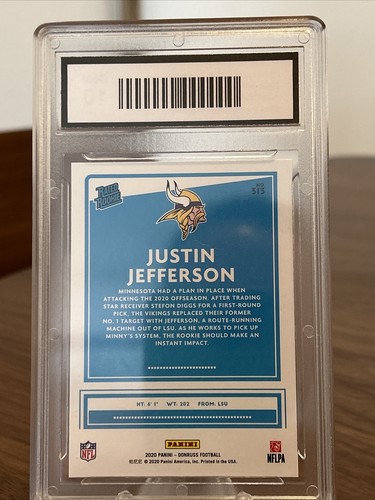 RATED
ROOKIE
NO.
313
JUSTIN
JEFFERSON
MINNESOTA HAD A PLAN IN PLACE WHEN
ATTACKING THE 2020 OFFSEASON. AFTER TRADING
STAR RECEIVER STEFON DIGGS FOR A FIRST-ROUND
PICK, THE VIKINGS REPLACED THEIR FORMER
NO. 1 TARGET WITH JEFFERSON, A ROUTE-RUNNING
MACHINE OUT OF LSU. AS HE WORKS TO PICK UP
MINNY'S SYSTEM, THE ROOKIE SHOULD MAKE AN
INSTANT IMPACT.
HT: 6' 1" WT: 202 FROM: LSU
NFL
PANINI
NFLPA
2020 PANINI – DONRUSS FOOTBALL
© 2020 Panini America, Inc. Printed in the USA.